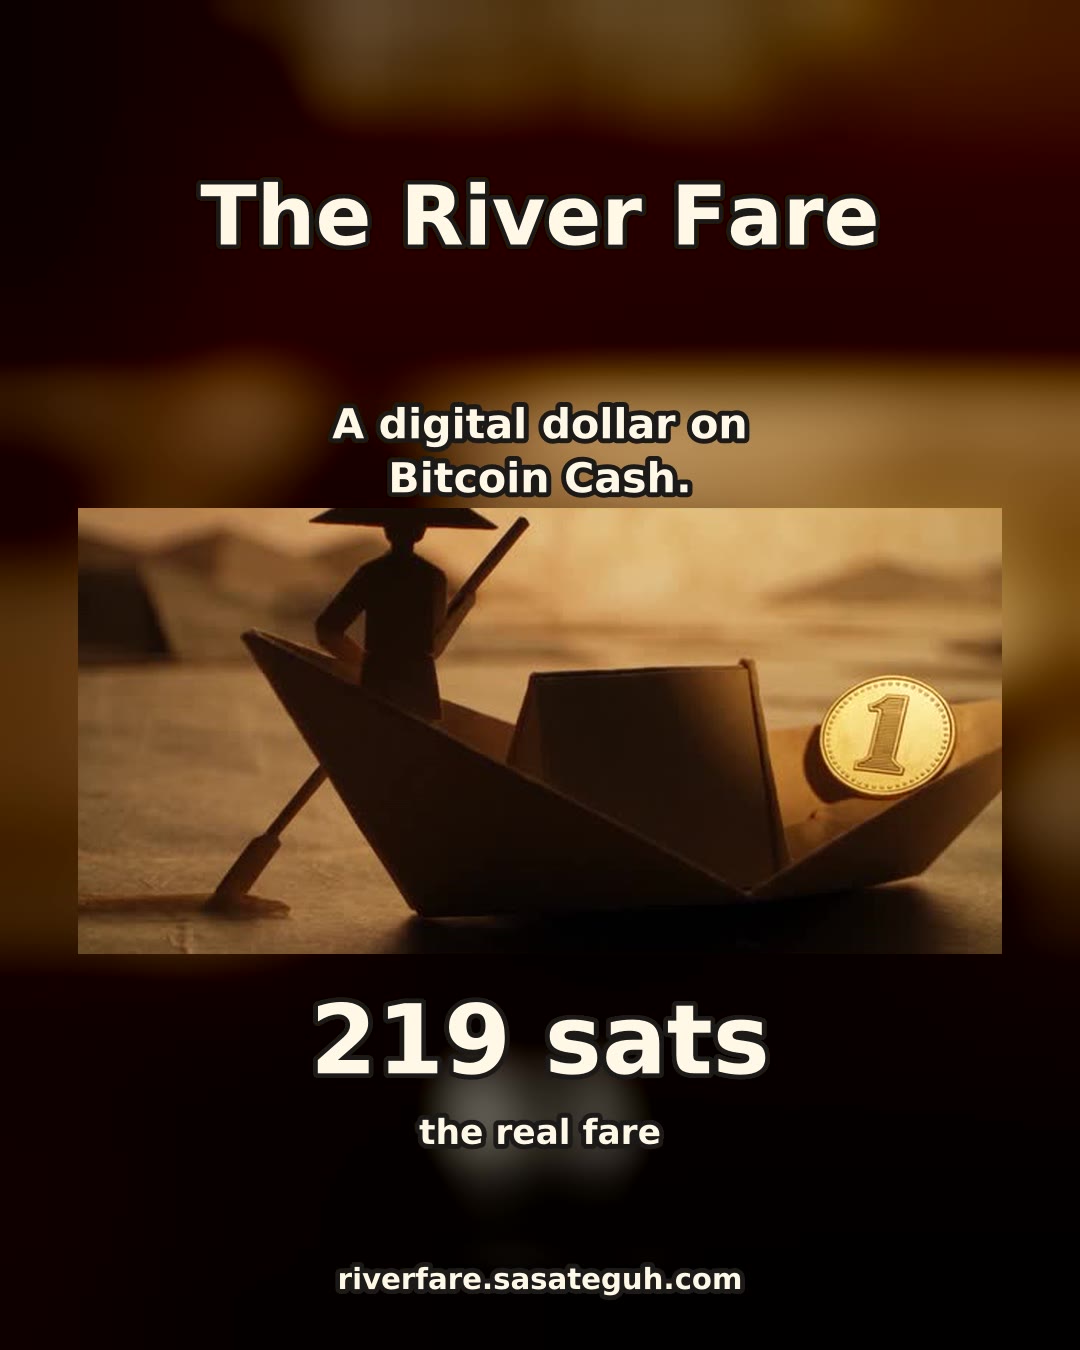 The River Fare
A digital dollar on
Bitcoin Cash.
1
219 sats
the real fare
riverfare.sasateguh.com